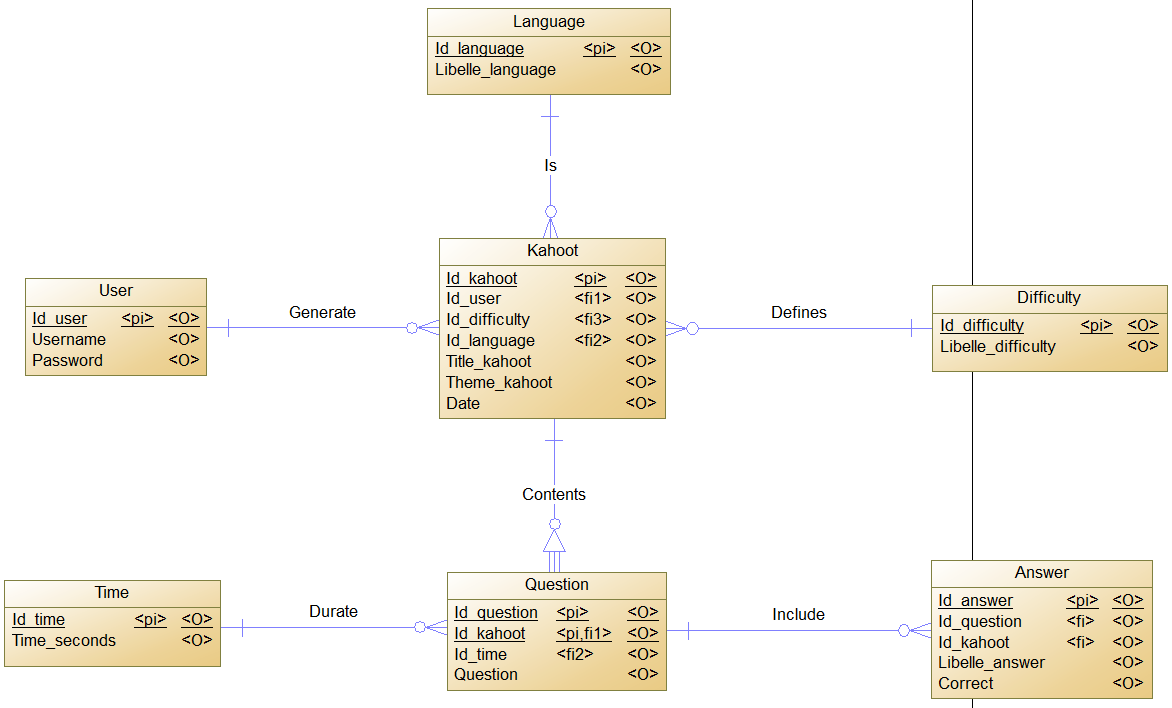 Language
Id_language <pi> <O>
Libelle_language <O>
Is
Kahoot
Id_kahoot <pi> <O>
Id_user <fi1> <O>
Id_difficulty <fi3> <O>
Id_language <fi2> <O>
Title_kahoot <O>
Theme_kahoot <O>
Date <O>
User
Id_user <pi> <O>
Username <O>
Password <O>
Generate
Defines
Difficulty
Id_difficulty <pi> <O>
Libelle_difficulty <O>
Contents
Time
Id_time <pi> <O>
Time_seconds <O>
Durate
Question
Id_question <pi> <O>
Id_kahoot <pi,fi1> <O>
Id_time <fi2> <O>
Question <O>
Include
Answer
Id_answer <pi> <O>
Id_question <fi> <O>
Id_kahoot <fi> <O>
Libelle_answer <O>
Correct <O>